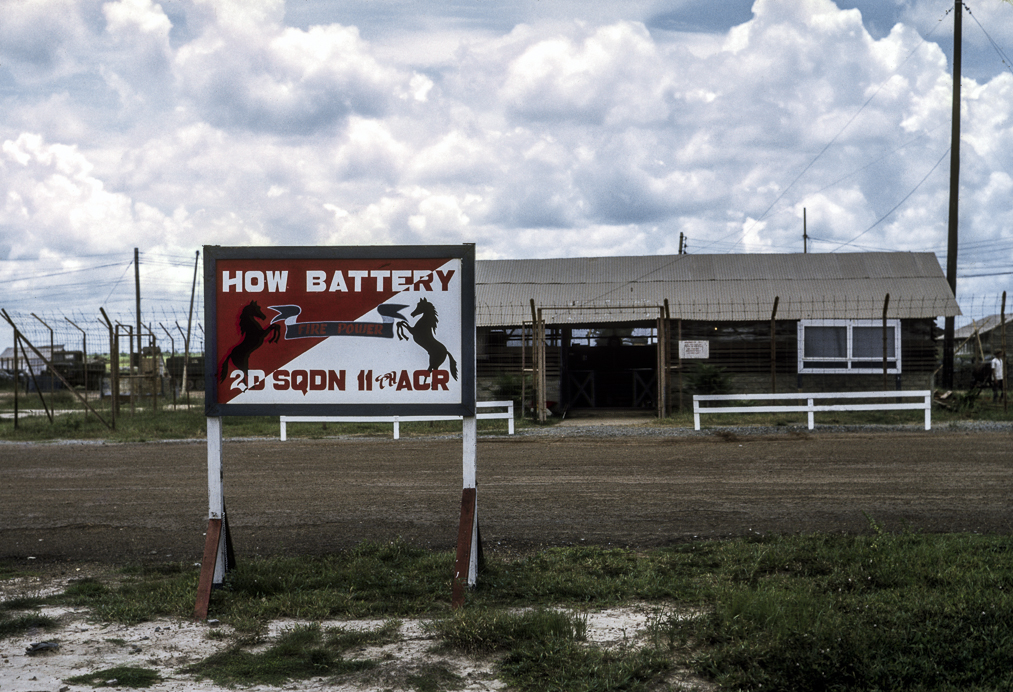 HOW BATTERY
FIRE POWER
2D SQDN 11TH ACR